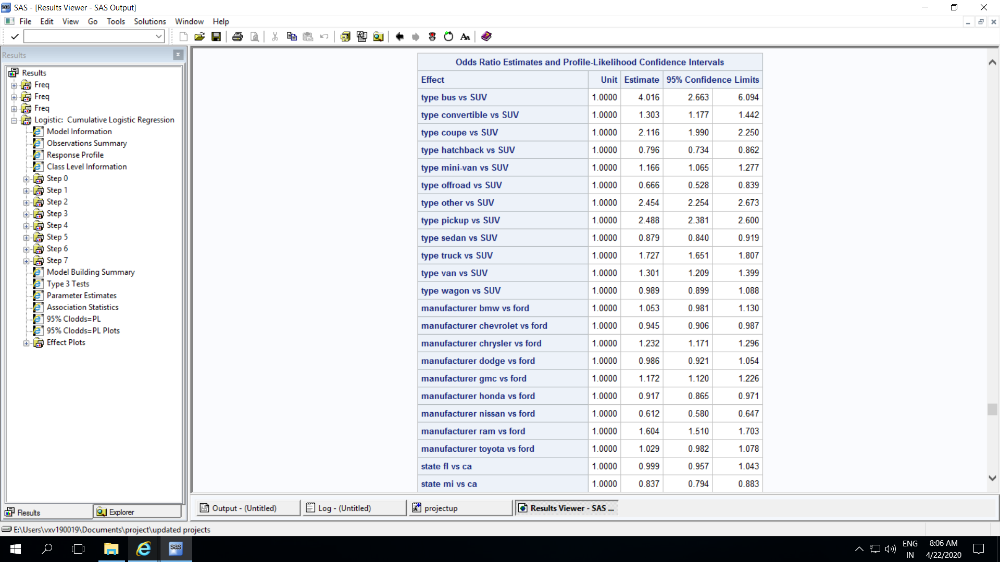 SAS - [Results Viewer - SAS Output]
File Edit View Go Tools Solutions Window Help
Results
Results
Freq
Freq
Freq
Logistic: Cumulative Logistic Regression
Model Information
Observations Summary
Response Profile
Class Level Information
Step 0
Step 1
Step 2
Step 3
Step 4
Step 5
Step 6
Step 7
Model Building Summary
Type 3 Tests
Parameter Estimates
Association Statistics
95% Clodds=PL
95% Clodds=PL Plots
Effect Plots
Results Explorer
Odds Ratio Estimates and Profile-Likelihood Confidence Intervals
Effect Unit Estimate 95% Confidence Limits
type bus vs SUV 1.0000 4.016 2.663 6.094
type convertible vs SUV 1.0000 1.303 1.177 1.442
type coupe vs SUV 1.0000 2.116 1.990 2.250
type hatchback vs SUV 1.0000 0.796 0.734 0.862
type mini-van vs SUV 1.0000 1.166 1.065 1.277
type offroad vs SUV 1.0000 0.666 0.528 0.839
type other vs SUV 1.0000 2.454 2.254 2.673
type pickup vs SUV 1.0000 2.488 2.381 2.600
type sedan vs SUV 1.0000 0.879 0.840 0.919
type truck vs SUV 1.0000 1.727 1.651 1.807
type van vs SUV 1.0000 1.301 1.209 1.399
type wagon vs SUV 1.0000 0.989 0.899 1.088
manufacturer bmw vs ford 1.0000 1.053 0.981 1.130
manufacturer chevrolet vs ford 1.0000 0.945 0.906 0.987
manufacturer chrysler vs ford 1.0000 1.232 1.171 1.296
manufacturer dodge vs ford 1.0000 0.986 0.921 1.054
manufacturer gmc vs ford 1.0000 1.172 1.120 1.226
manufacturer honda vs ford 1.0000 0.917 0.865 0.971
manufacturer nissan vs ford 1.0000 0.612 0.580 0.647
manufacturer ram vs ford 1.0000 1.604 1.510 1.703
manufacturer toyota vs ford 1.0000 1.029 0.982 1.078
state fl vs ca 1.0000 0.999 0.957 1.043
state mi vs ca 1.0000 0.837 0.794 0.883
Output - (Untitled) Log - (Untitled) projectup Results Viewer - SAS ...
E:\Users\vxv190019\Documents\project\updated projects
sas
ENG
IN
8:06 AM
4/22/2020